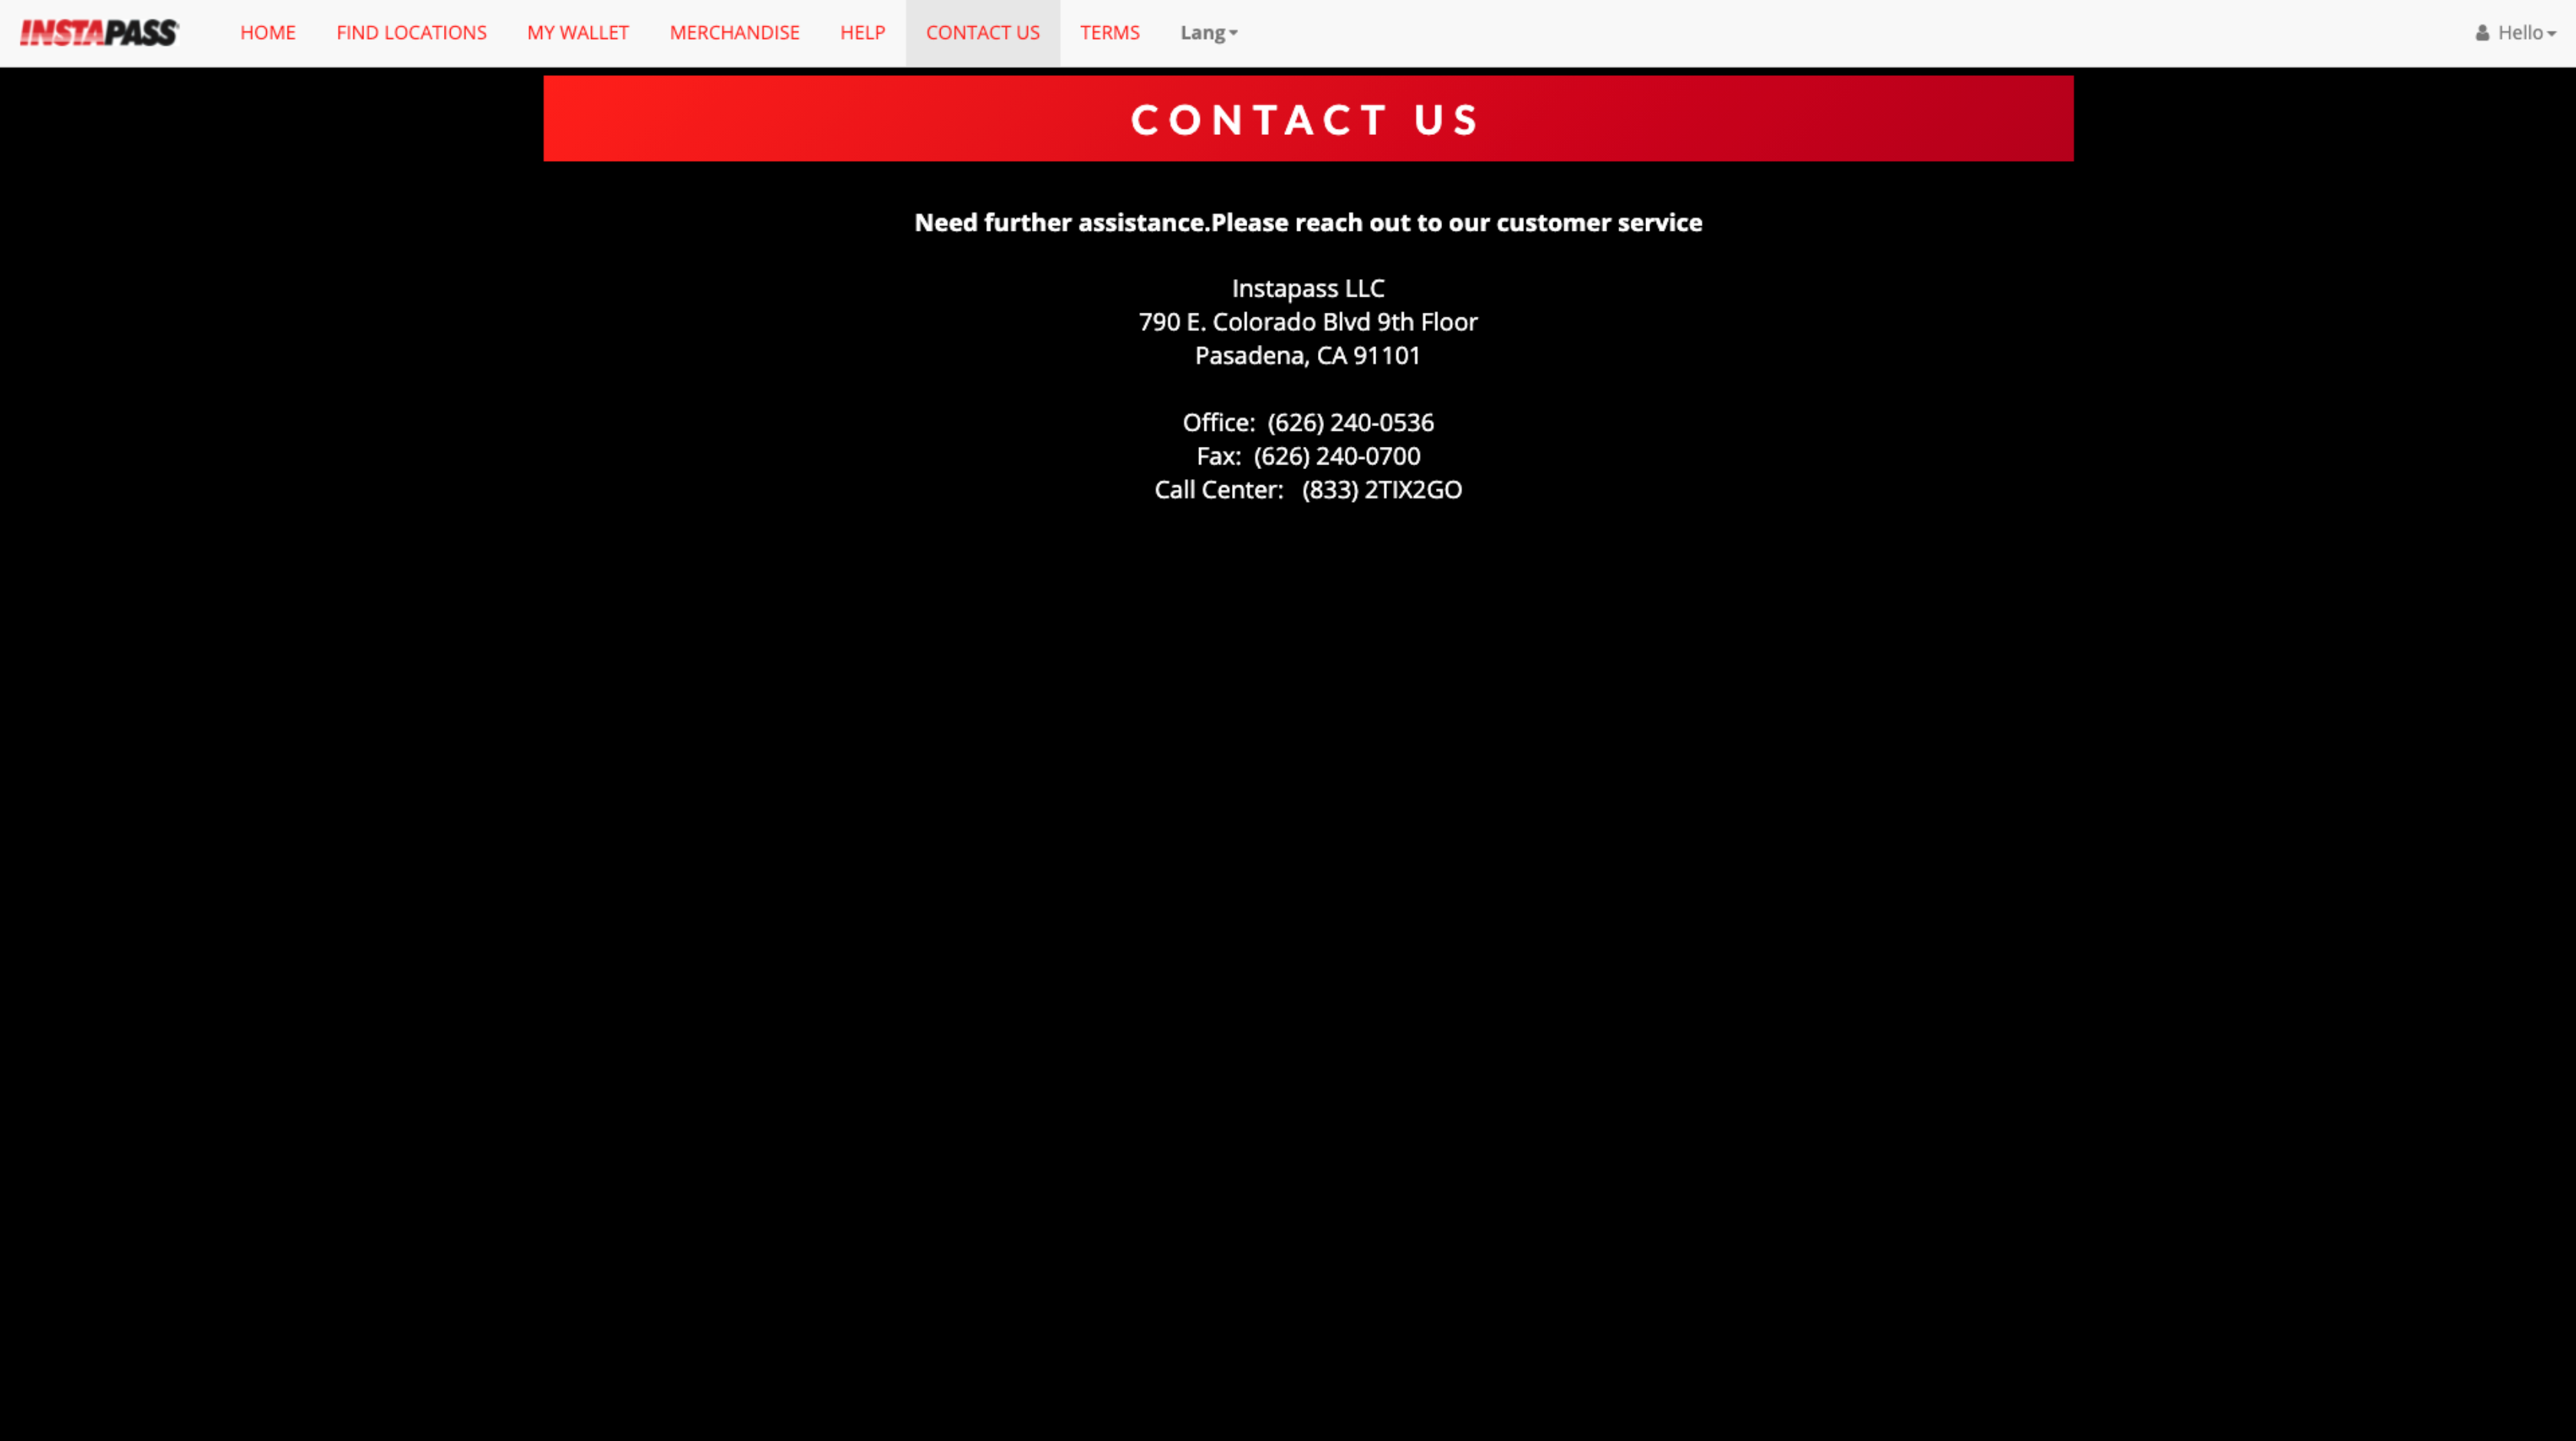 INSTAPASS HOME FIND LOCATIONS MY WALLET MERCHANDISE HELP CONTACT US TERMS Lang Hello
CONTACT US
Need further assistance.Please reach out to our customer service
Instapass LLC
790 E. Colorado Blvd 9th Floor
Pasadena, CA 91101
Office: (626) 240-0536
Fax: (626) 240-0700
Call Center: (833) 2TIX2GO